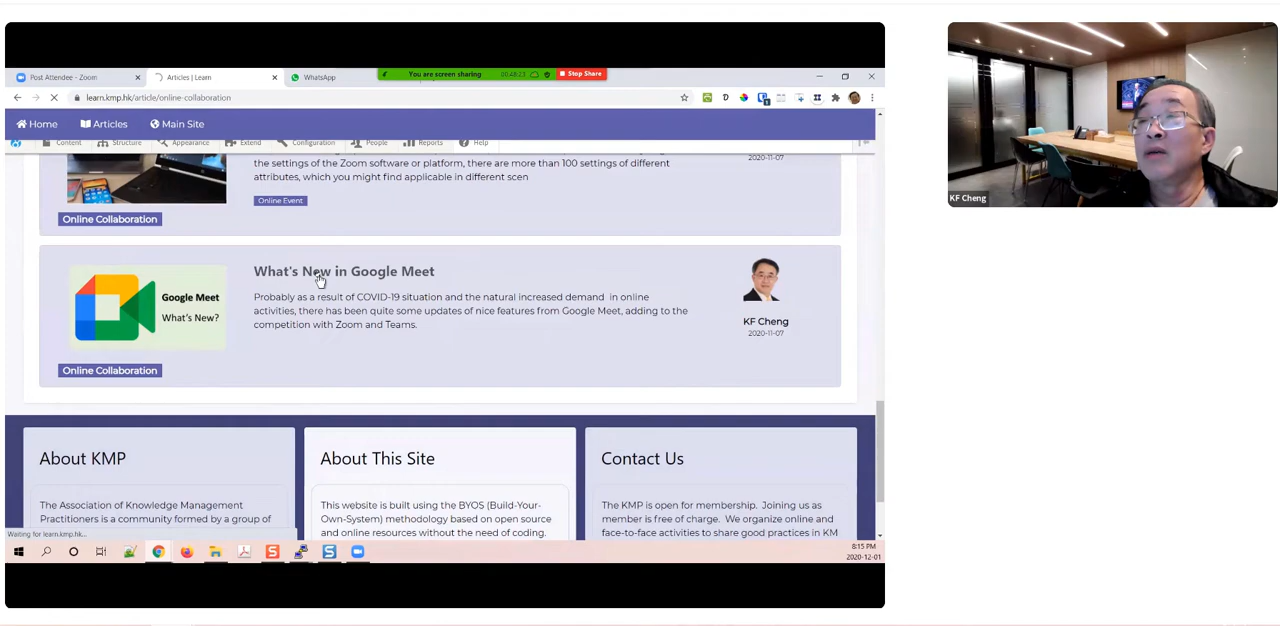 Post Attendee - Zoom
Articles | Learn
WhatsApp
You are screen sharing
00:48:23
Stop Share
learn.kmp.hk/article/online-collaboration
Home
Articles
Main Site
Content
Structure
Appearance
Extend
Configuration
People
Reports
Help
the settings of the Zoom software or platform, there are more than 100 settings of different
attributes, which you might find applicable in different scen
Online Event
Online Collaboration
2020-11-07
What's New in Google Meet
Google Meet
What's New?
Probably as a result of COVID-19 situation and the natural increased demand in online
activities, there has been quite some updates of nice features from Google Meet, adding to the
competition with Zoom and Teams.
KF Cheng
2020-11-07
Online Collaboration
About KMP
The Association of Knowledge Management
Practitioners is a community formed by a group of
About This Site
This website is built using the BYOS (Build-Your-
Own-System) methodology based on open source
and online resources without the need of coding.
Contact Us
The KMP is open for membership. Joining us as
member is free of charge. We organize online and
face-to-face activities to share good practices in KM
Waiting for learn.kmp.hk...
8:15 PM
2020-12-01
KF Cheng